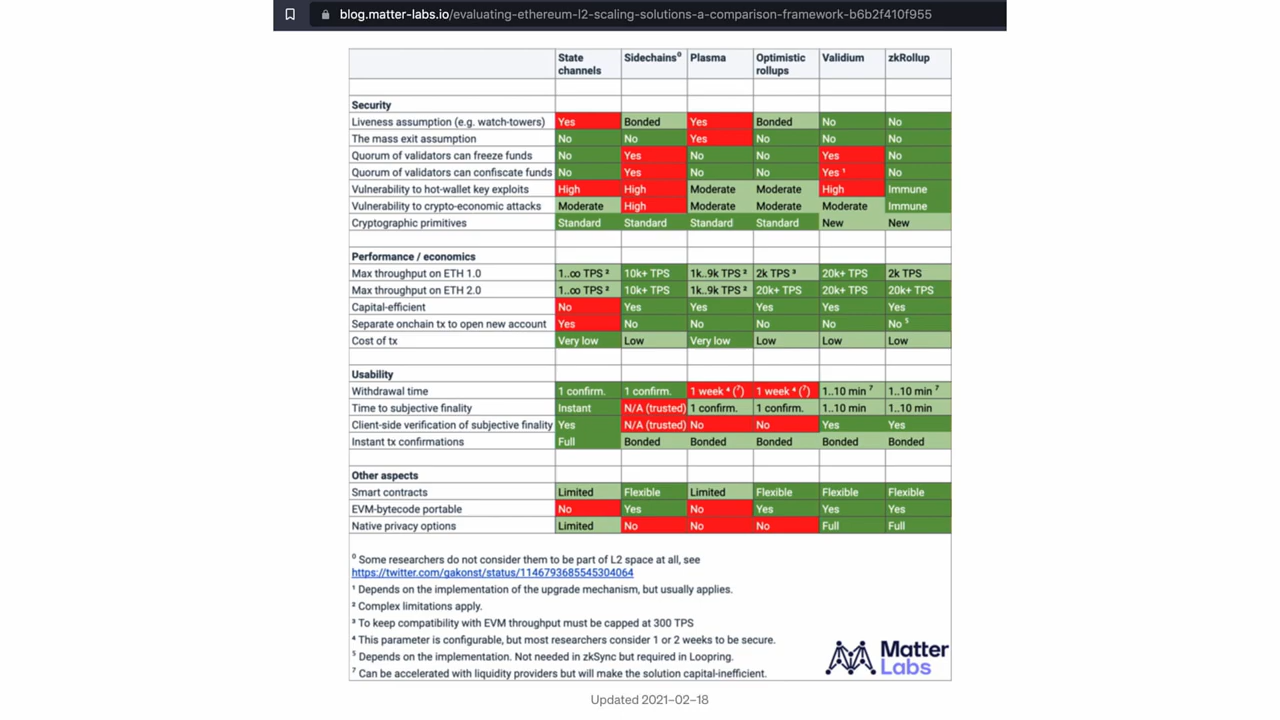 blog.matter-labs.io/evaluating-ethereum-l2-scaling-solutions-a-comparison-framework-b6b2f410f955
State channels Sidechains⁰ Plasma Optimistic rollups Validium zkRollup
Security
Liveness assumption (e.g. watch-towers) Yes Bonded Yes Bonded No No
The mass exit assumption No No Yes No No No
Quorum of validators can freeze funds No Yes No No Yes No
Quorum of validators can confiscate funds No Yes No No Yes ¹ No
Vulnerability to hot-wallet key exploits High High Moderate Moderate High Immune
Vulnerability to crypto-economic attacks Moderate High Moderate Moderate Moderate Immune
Cryptographic primitives Standard Standard Standard Standard New New
Performance / economics
Max throughput on ETH 1.0 1..∞ TPS ² 10k+ TPS 1k..9k TPS ² 2k TPS ³ 20k+ TPS 2k TPS
Max throughput on ETH 2.0 1..∞ TPS ² 10k+ TPS 1k..9k TPS ² 20k+ TPS 20k+ TPS 20k+ TPS
Capital-efficient No Yes Yes Yes Yes Yes
Separate onchain tx to open new account Yes No No No No No ⁵
Cost of tx Very low Low Very low Low Low Low
Usability
Withdrawal time 1 confirm. 1 confirm. 1 week ⁴ (⁷) 1 week ⁴ (⁷) 1..10 min ⁷ 1..10 min ⁷
Time to subjective finality Instant N/A (trusted) 1 confirm. 1 confirm. 1..10 min 1..10 min
Client-side verification of subjective finality Yes N/A (trusted) No No Yes Yes
Instant tx confirmations Full Bonded Bonded Bonded Bonded Bonded
Other aspects
Smart contracts Limited Flexible Limited Flexible Flexible Flexible
EVM-bytecode portable No Yes No Yes Yes Yes
Native privacy options Limited No No No Full Full
⁰ Some researchers do not consider them to be part of L2 space at all, see
https://twitter.com/gakonst/status/1146793685545304064
¹ Depends on the implementation of the upgrade mechanism, but usually applies.
² Complex limitations apply.
³ To keep compatibility with EVM throughput must be capped at 300 TPS
⁴ This parameter is configurable, but most researchers consider 1 or 2 weeks to be secure.
⁵ Depends on the implementation. Not needed in zkSync but required in Loopring.
⁷ Can be accelerated with liquidity providers but will make the solution capital-inefficient.
Matter
Labs
Updated 2021–02–18